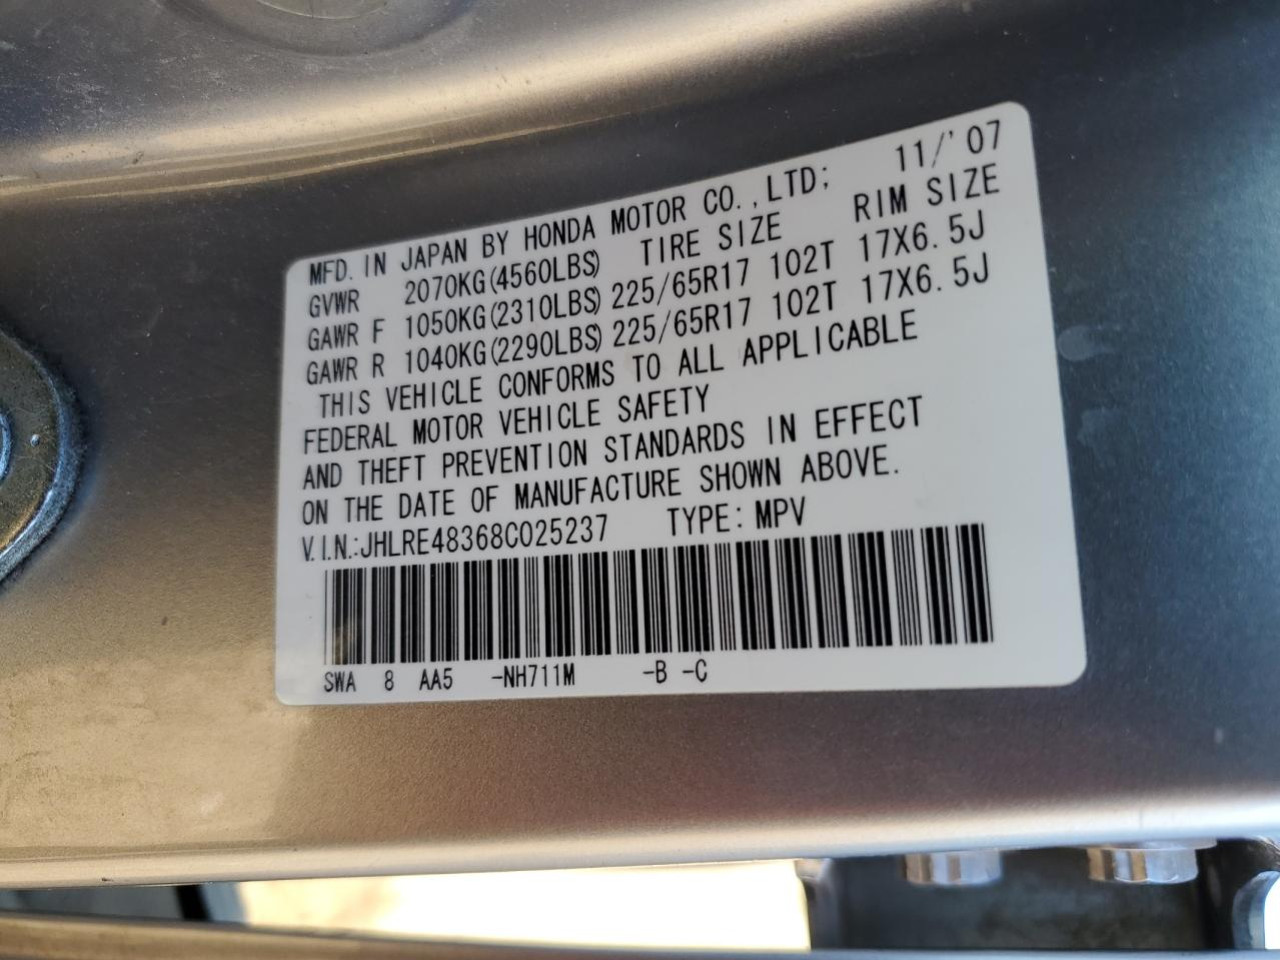 MFD. IN JAPAN BY HONDA MOTOR CO.,LTD; 11/'07
GVWR 2070KG(4560LBS) TIRE SIZE RIM SIZE
GAWR F 1050KG(2310LBS) 225/65R17 102T 17X6.5J
GAWR R 1040KG(2290LBS) 225/65R17 102T 17X6.5J
THIS VEHICLE CONFORMS TO ALL APPLICABLE
FEDERAL MOTOR VEHICLE SAFETY
AND THEFT PREVENTION STANDARDS IN EFFECT
ON THE DATE OF MANUFACTURE SHOWN ABOVE.
V.I.N.:JHLRE48368C025237 TYPE: MPV
SWA 8 AA5 -NH711M -B -C